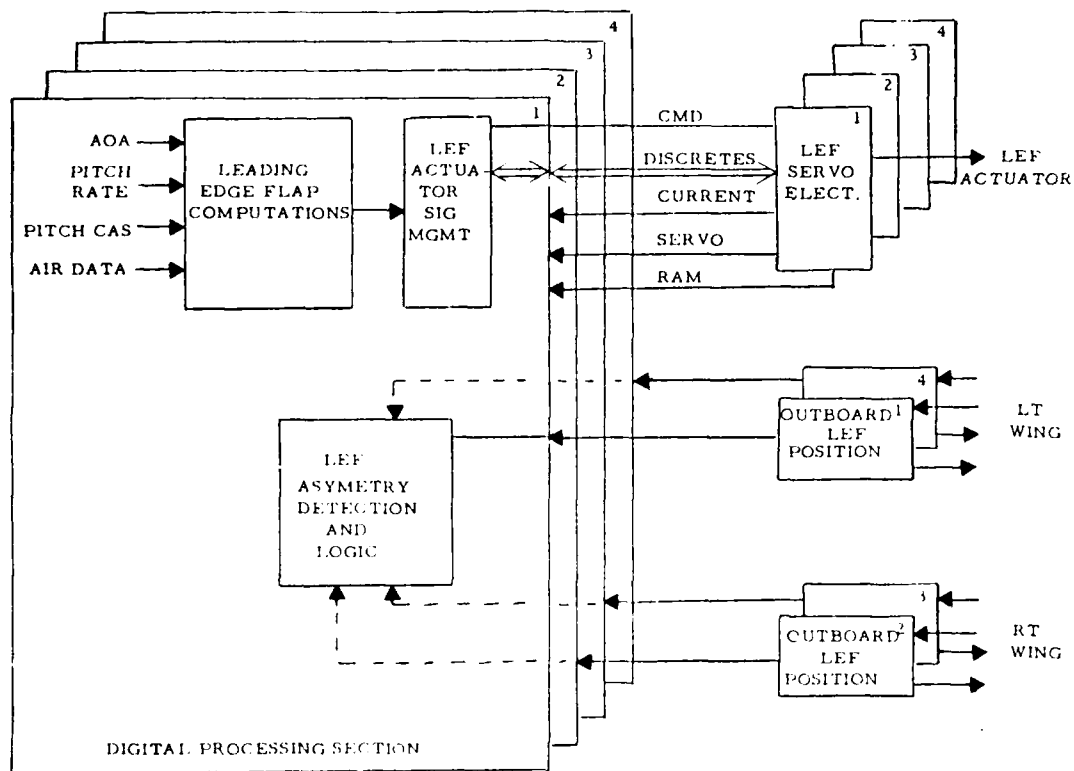 4
3
2
1
AOA
PITCH
RATE
PITCH CAS
AIR DATA
LEADING
EDGE FLAP
COMPUTATIONS
LEF
ACTUA
TOR
SIG
MGMT
CMD
DISCRETES
CURRENT
SERVO
RAM
4
3
2
1
LEF
SERVO
ELECT.
LEF
ACTUATOR
LEF
ASYMETRY
DETECTION
AND
LOGIC
4
OUTBOARD 1
LEF
POSITION
LT
WING
3
OUTBOARD 2
LEF
POSITION
RT
WING
DIGITAL PROCESSING SECTION